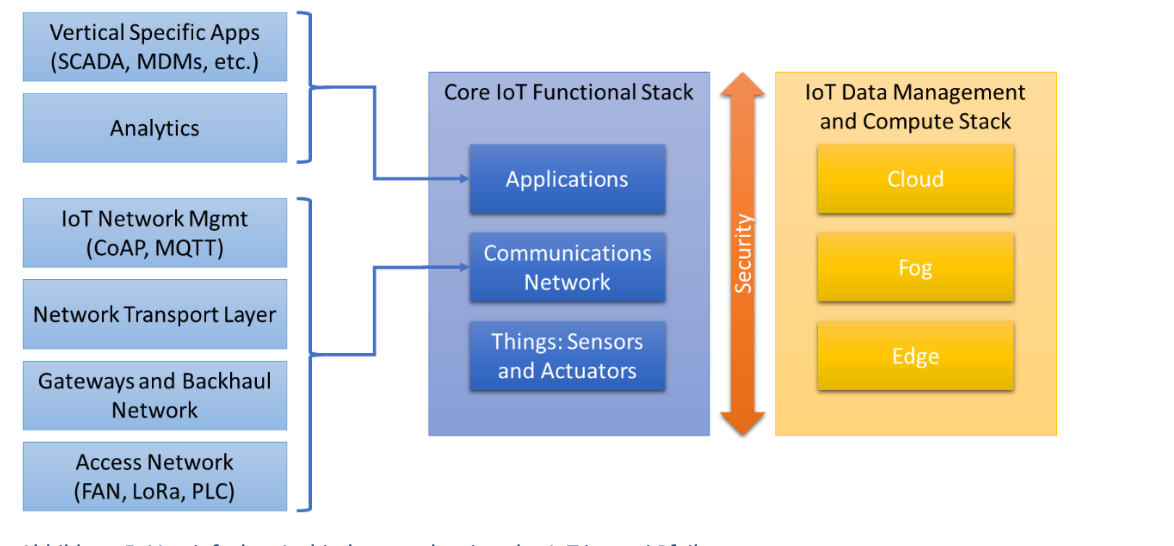 Vertical Specific Apps
(SCADA, MDMs, etc.)
Analytics
IoT Network Mgmt
(CoAP, MQTT)
Network Transport Layer
Gateways and Backhaul
Network
Access Network
(FAN, LoRa, PLC)
Core IoT Functional Stack
Applications
Communications
Network
Things: Sensors
and Actuators
Security
IoT Data Management
and Compute Stack
Cloud
Fog
Edge